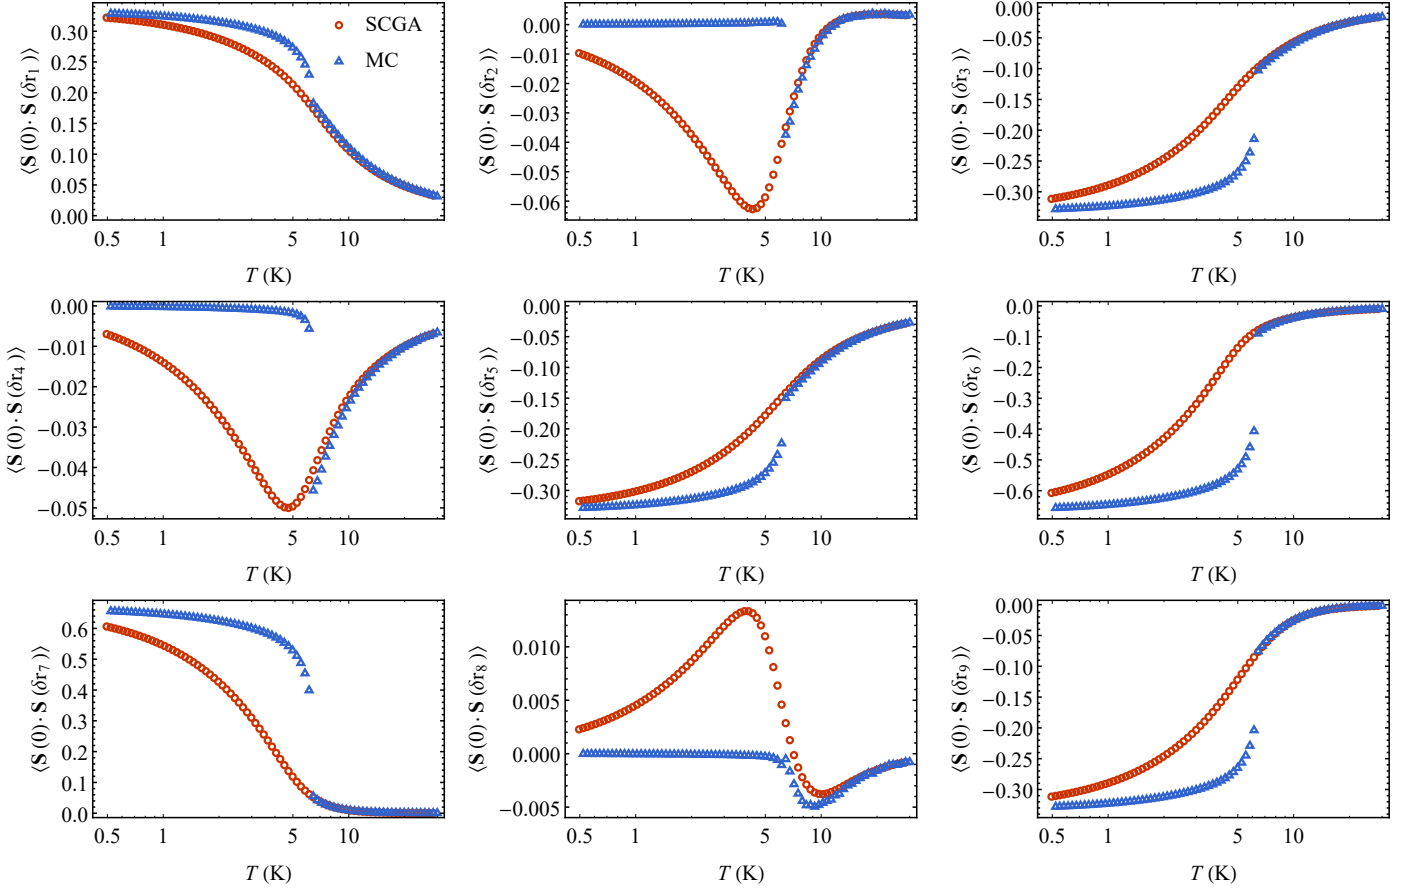 ⟨S(0)· S(δr₁)⟩
0.30
0.25
0.20
0.15
0.10
0.05
0.00
SCGA
MC
0.5 1 5 10
T (K)
⟨S(0)· S(δr₂)⟩
0.00
−0.01
−0.02
−0.03
−0.04
−0.05
−0.06
0.5 1 5 10
T (K)
⟨S(0)· S(δr₃)⟩
0.00
−0.05
−0.10
−0.15
−0.20
−0.25
−0.30
0.5 1 5 10
T (K)
⟨S(0)· S(δr₄)⟩
0.00
−0.01
−0.02
−0.03
−0.04
−0.05
0.5 1 5 10
T (K)
⟨S(0)· S(δr₅)⟩
0.00
−0.05
−0.10
−0.15
−0.20
−0.25
−0.30
0.5 1 5 10
T (K)
⟨S(0)· S(δr₆)⟩
0.0
−0.1
−0.2
−0.3
−0.4
−0.5
−0.6
0.5 1 5 10
T (K)
⟨S(0)· S(δr₇)⟩
0.6
0.5
0.4
0.3
0.2
0.1
0.0
0.5 1 5 10
T (K)
⟨S(0)· S(δr₈)⟩
0.010
0.005
0.000
−0.005
0.5 1 5 10
T (K)
⟨S(0)· S(δr₉)⟩
0.00
−0.05
−0.10
−0.15
−0.20
−0.25
−0.30
0.5 1 5 10
T (K)